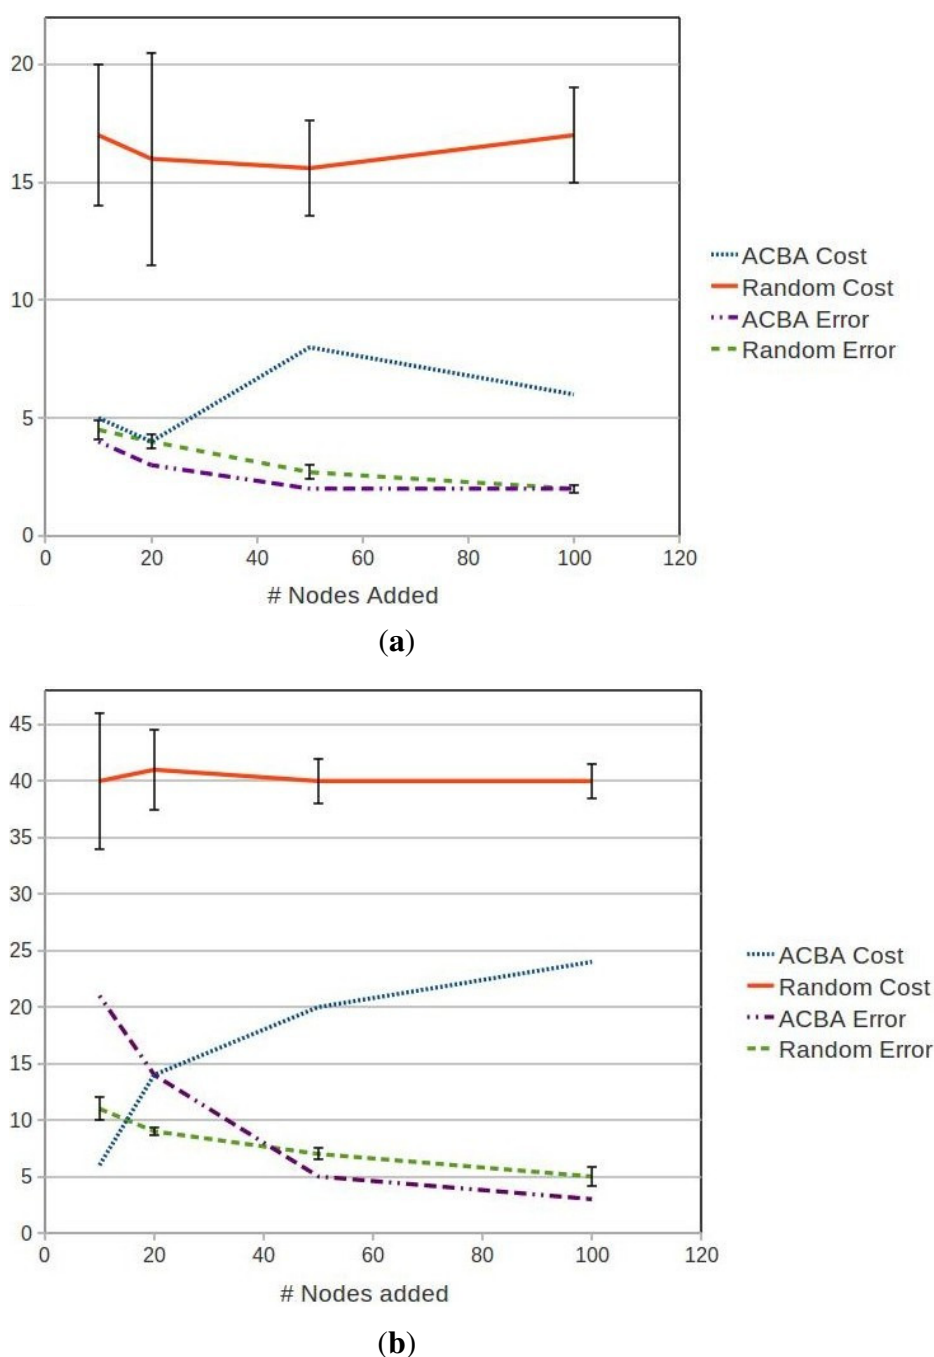 20
15
10
5
0
0 20 40 60 80 100 120
# Nodes Added
ACBA Cost
Random Cost
ACBA Error
Random Error
(a)
45
40
35
30
25
20
15
10
5
0
0 20 40 60 80 100 120
# Nodes added
ACBA Cost
Random Cost
ACBA Error
Random Error
(b)